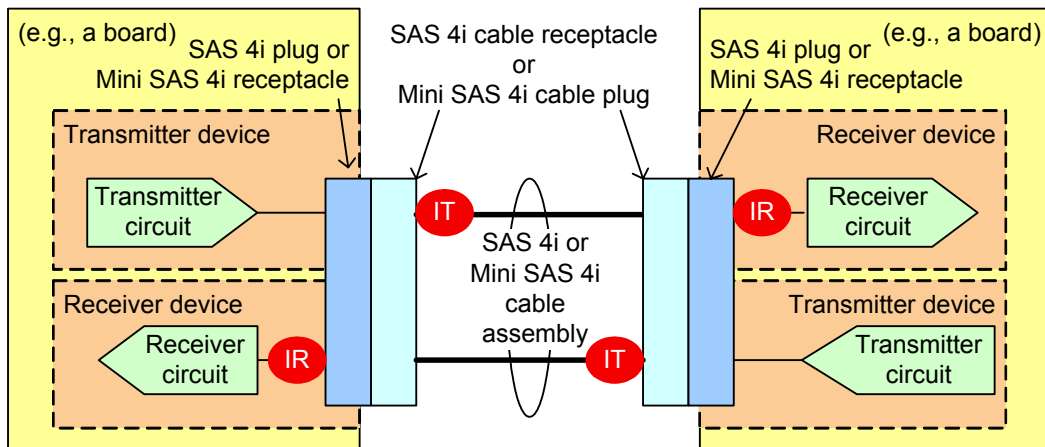 (e.g., a board)
SAS 4i plug or
Mini SAS 4i receptacle
SAS 4i cable receptacle
or
Mini SAS 4i cable plug
(e.g., a board)
SAS 4i plug or
Mini SAS 4i receptacle
Transmitter device
Transmitter
circuit
IT
IR
Receiver device
Receiver
circuit
SAS 4i or
Mini SAS 4i
cable
assembly
Receiver device
Receiver
circuit
IR
IT
Transmitter device
Transmitter
circuit